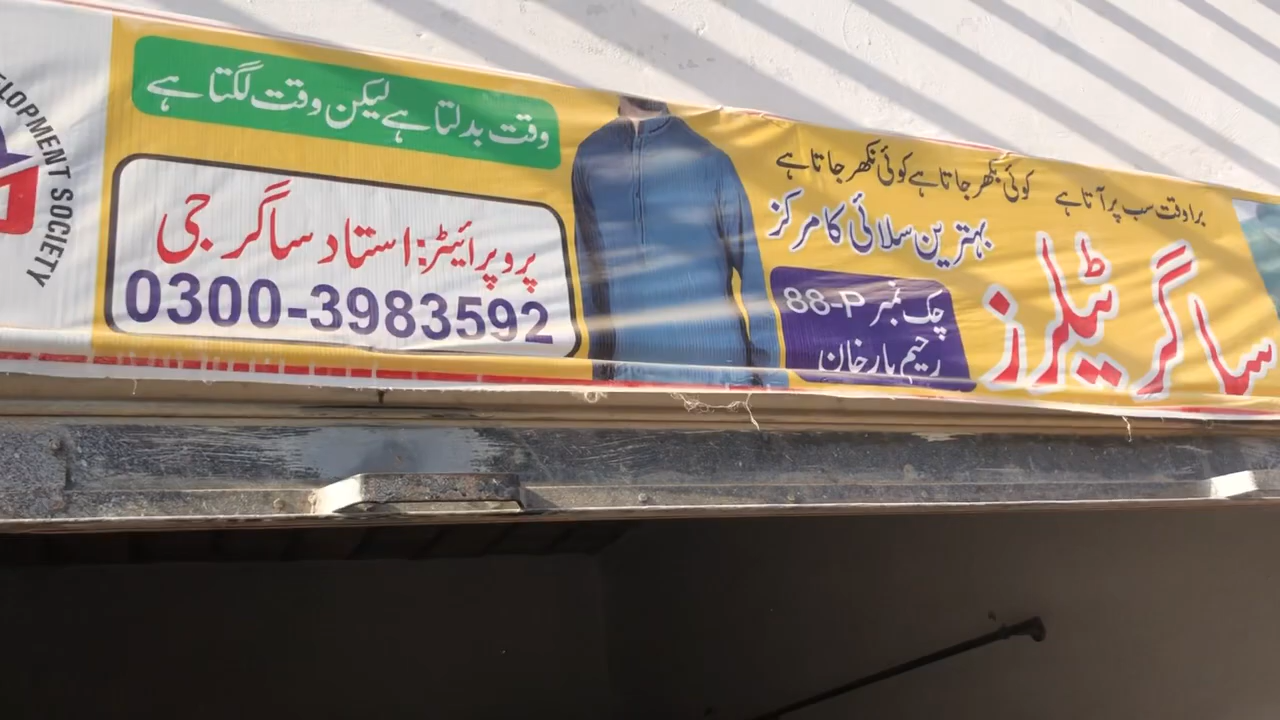 برا وقت سب پر آتا ہے کوئی بکھر جاتا ہے کوئی نکھر جاتا ہے
بہترین سلائی کا مرکز
ساگر ٹیلرز
چک نمبر 88-P
رحیم یار خان
وقت بدلتا ہے لیکن وقت لگتا ہے
پروپرائیٹر: استاد ساگر جی
0300-3983592
ELOPMENT SOCIETY